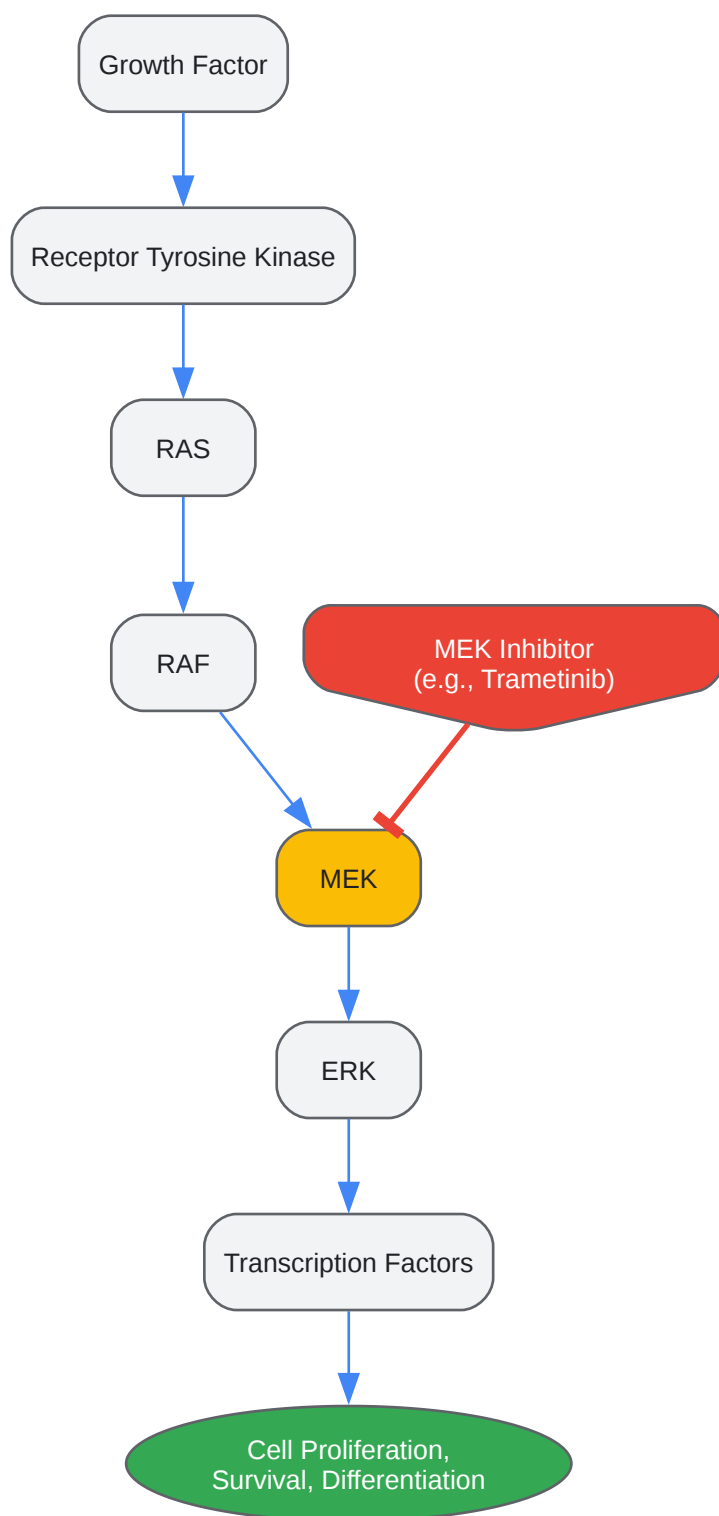 Growth Factor
Receptor Tyrosine Kinase
RAS
RAF
MEK Inhibitor
(e.g., Trametinib)
MEK
ERK
Transcription Factors
Cell Proliferation,
Survival, Differentiation